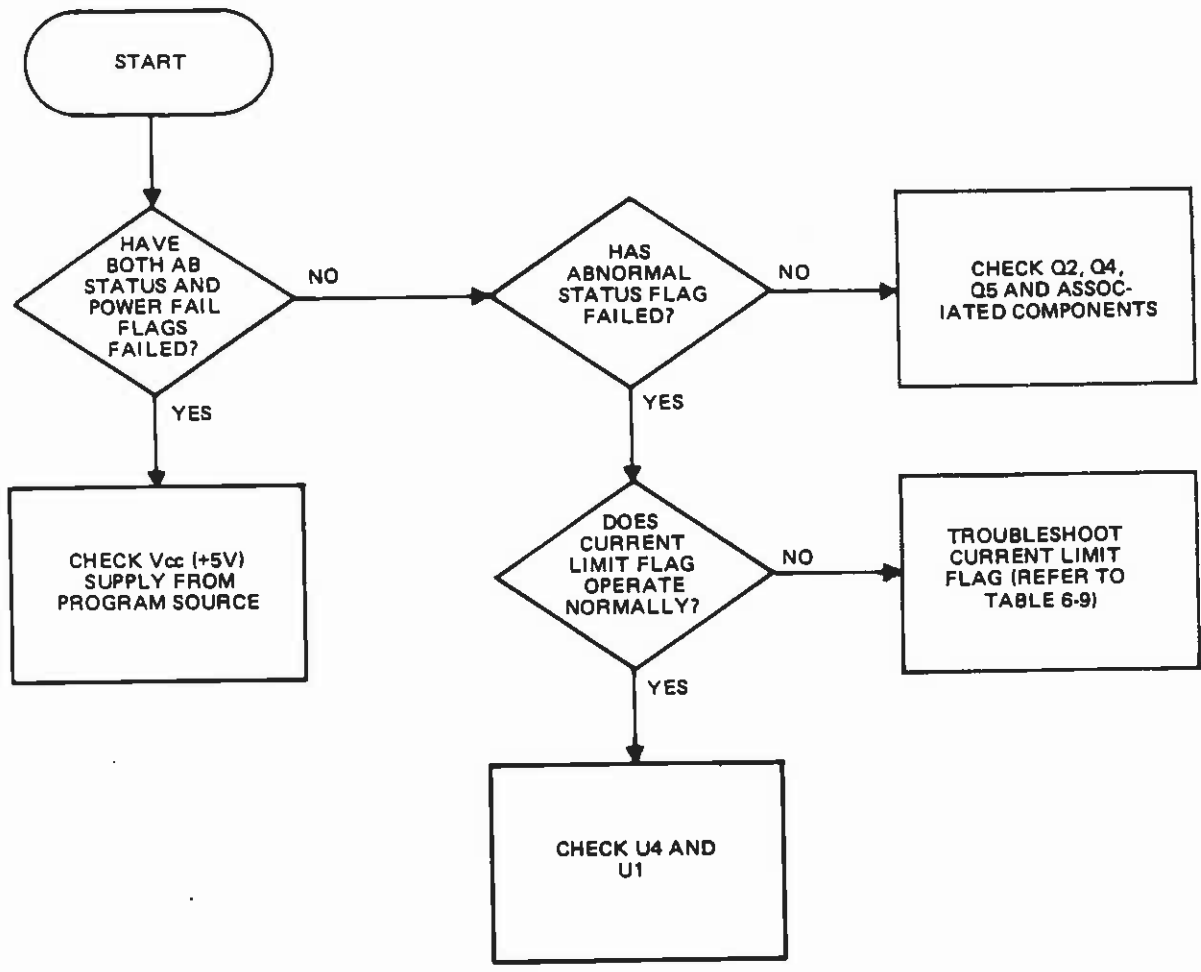 START
HAVE
BOTH AB
STATUS AND
POWER FAIL
FLAGS
FAILED?
NO
YES
CHECK Vcc (+5V)
SUPPLY FROM
PROGRAM SOURCE
HAS
ABNORMAL
STATUS FLAG
FAILED?
NO
YES
CHECK Q2, Q4,
Q5 AND ASSOC-
IATED COMPONENTS
DOES
CURRENT
LIMIT FLAG
OPERATE
NORMALLY?
NO
YES
TROUBLESHOOT
CURRENT LIMIT
FLAG (REFER TO
TABLE 6-9)
CHECK U4 AND
U1